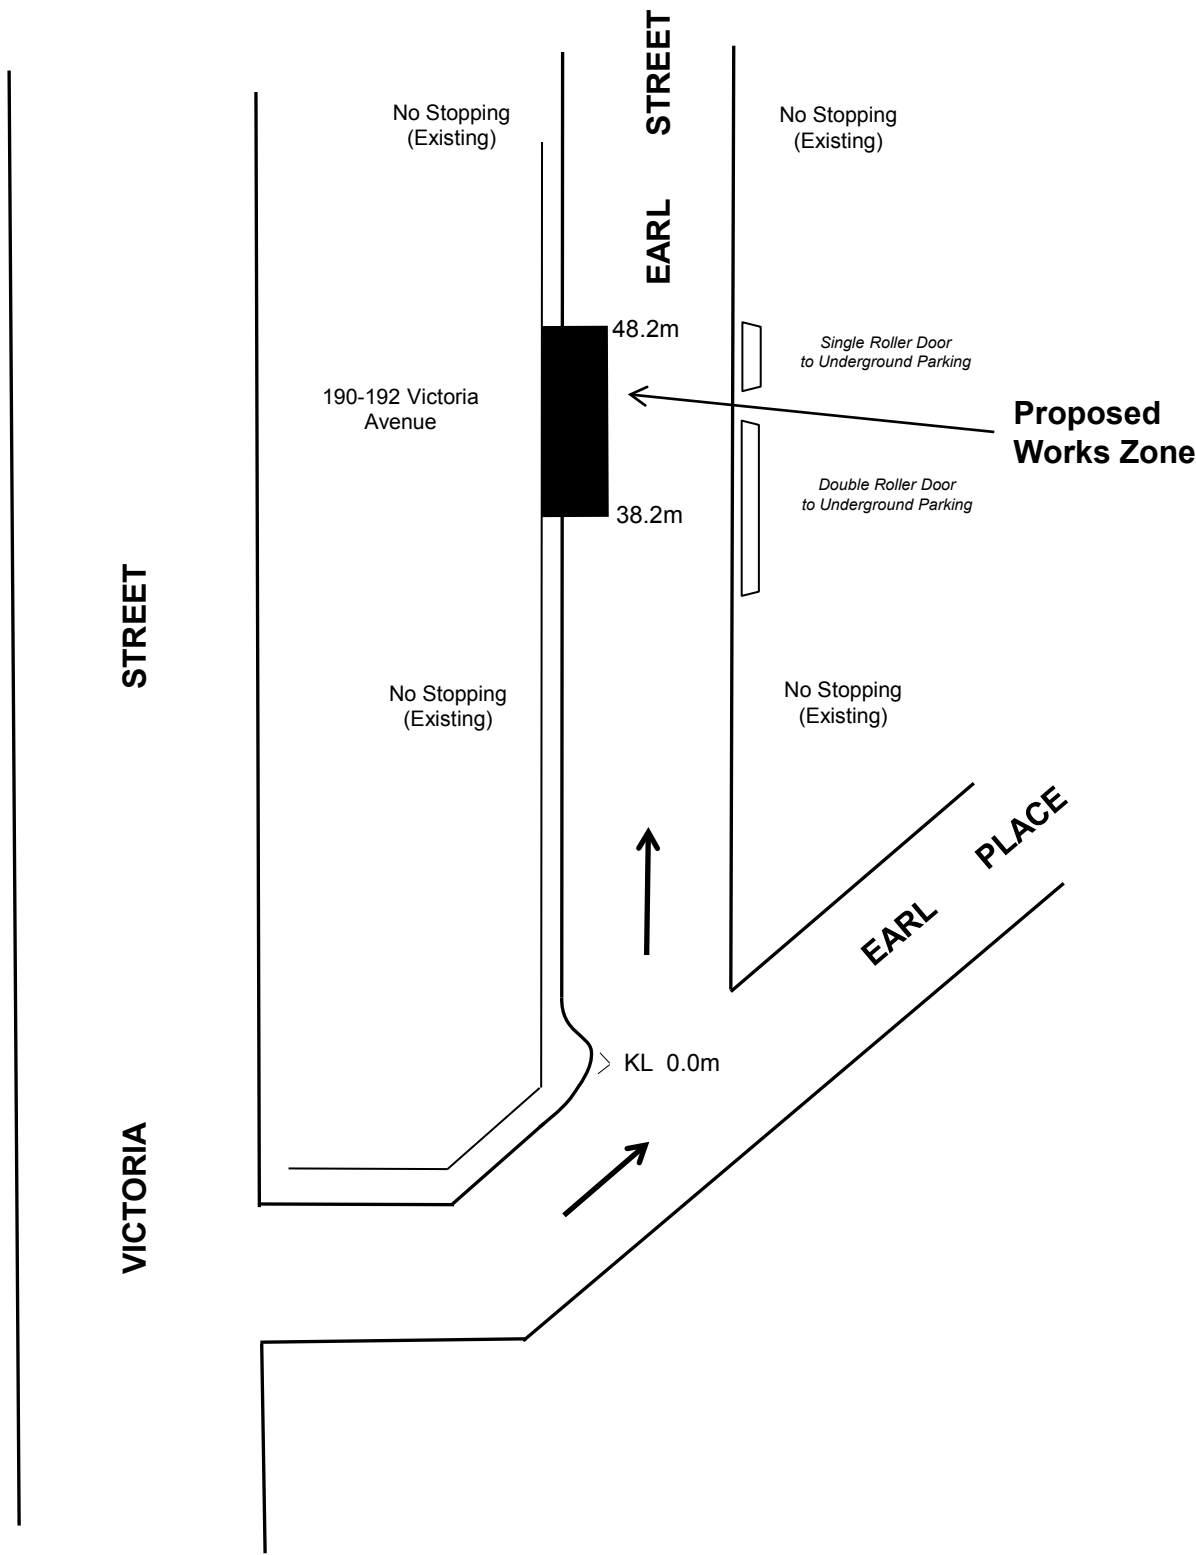 STREET
EARL
No Stopping
(Existing)
No Stopping
(Existing)
48.2m
Single Roller Door
to Underground Parking
190-192 Victoria
Avenue
Proposed
Works Zone
38.2m
Double Roller Door
to Underground Parking
STREET
No Stopping
(Existing)
No Stopping
(Existing)
PLACE
EARL
KL 0.0m
VICTORIA